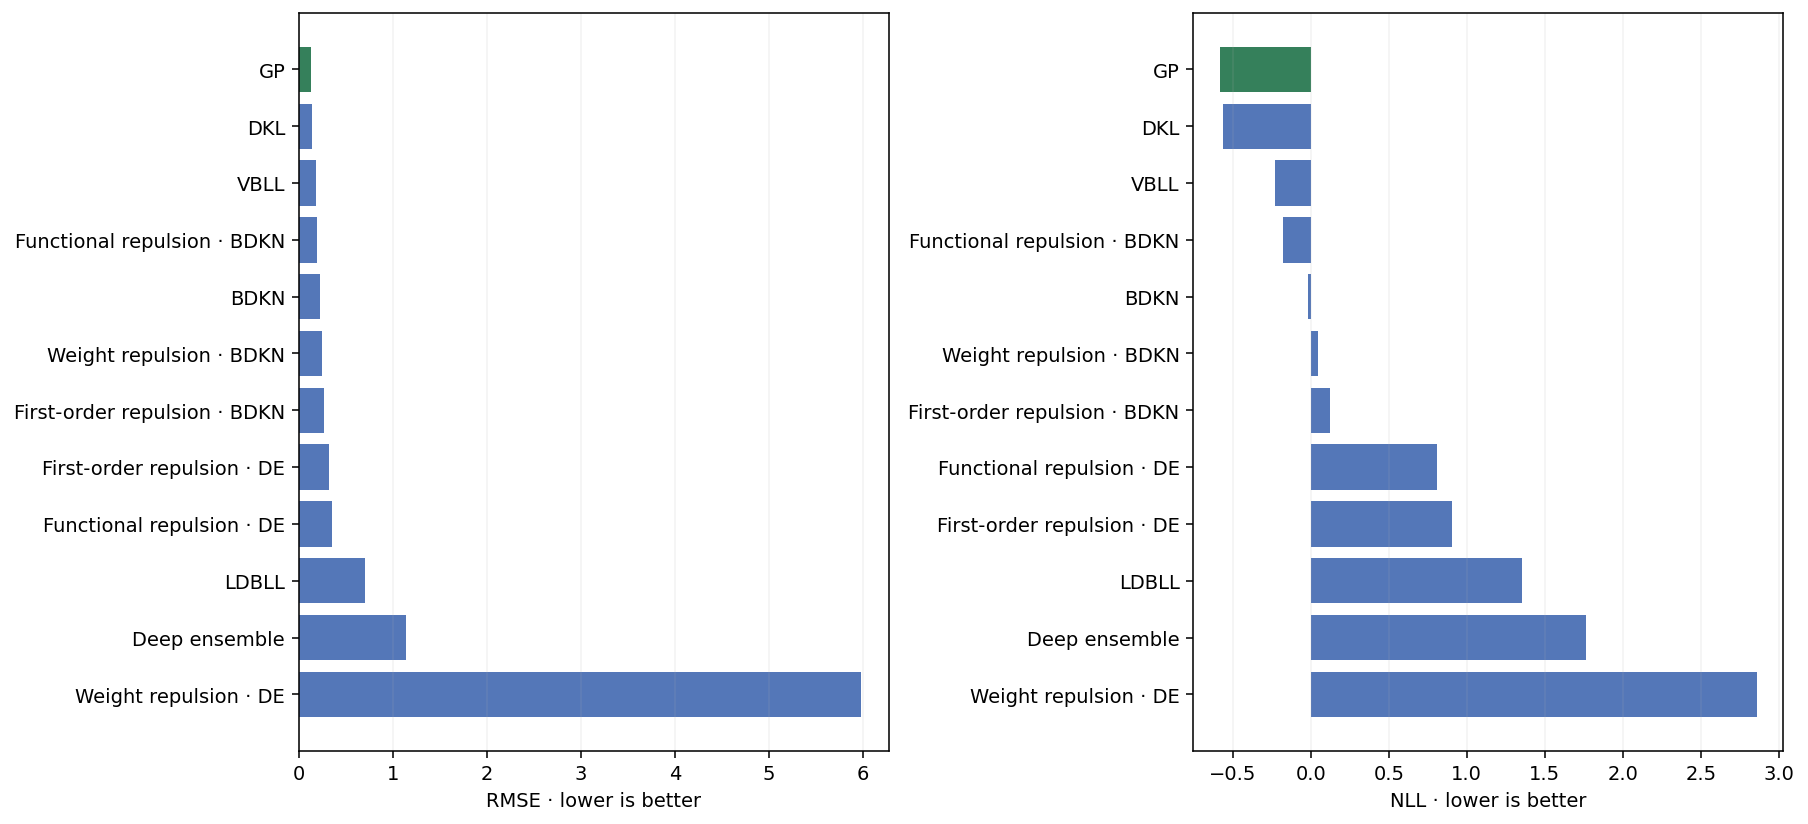 GP
DKL
VBLL
Functional repulsion · BDKN
BDKN
Weight repulsion · BDKN
First-order repulsion · BDKN
First-order repulsion · DE
Functional repulsion · DE
LDBLL
Deep ensemble
Weight repulsion · DE
0 1 2 3 4 5 6
RMSE · lower is better
GP
DKL
VBLL
Functional repulsion · BDKN
BDKN
Weight repulsion · BDKN
First-order repulsion · BDKN
Functional repulsion · DE
First-order repulsion · DE
LDBLL
Deep ensemble
Weight repulsion · DE
−0.5 0.0 0.5 1.0 1.5 2.0 2.5 3.0
NLL · lower is better